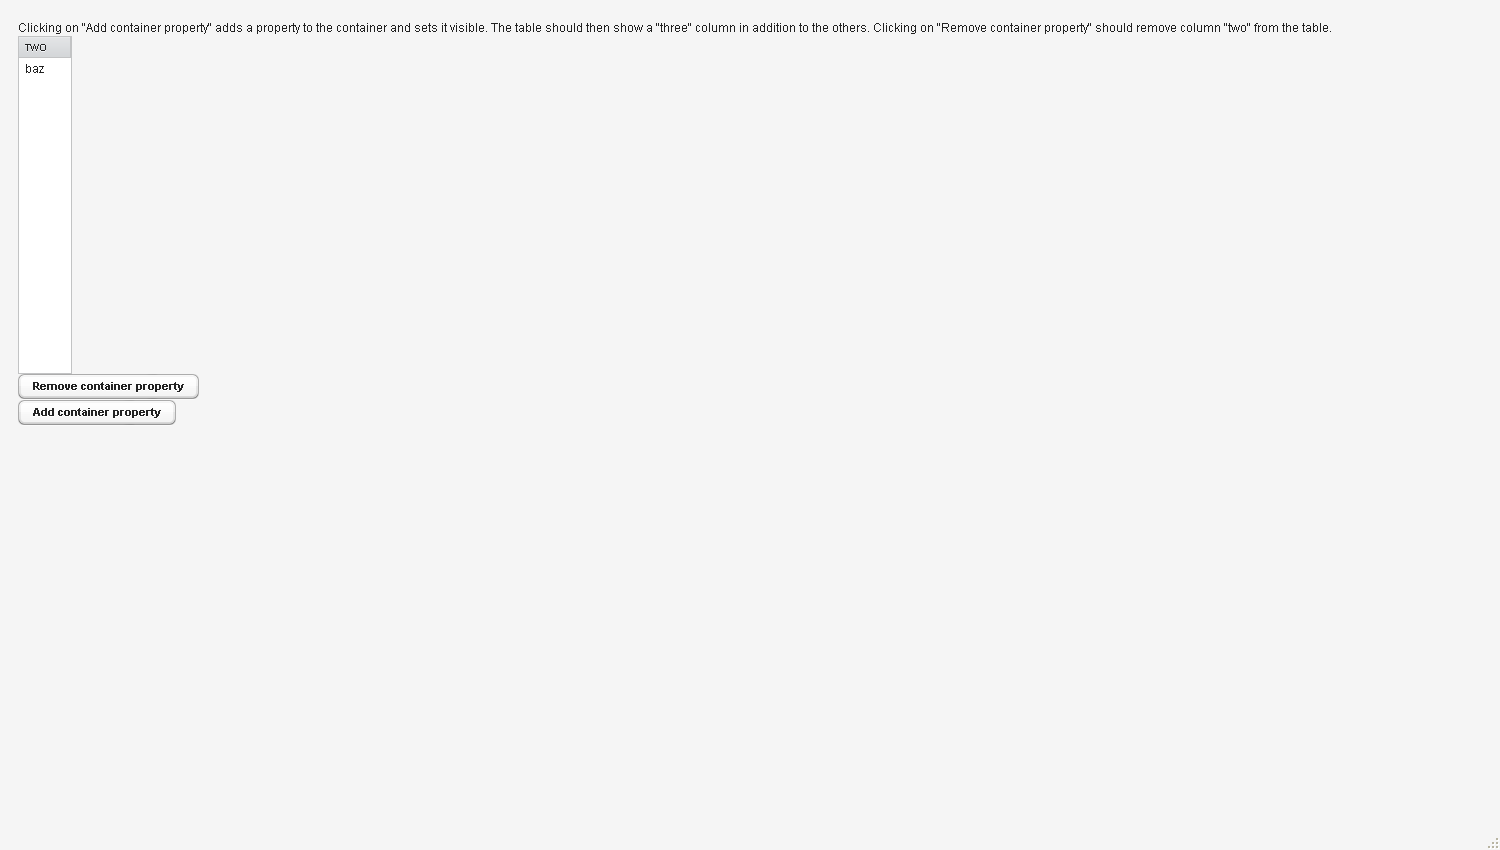 Clicking on "Add container property" adds a property to the container and sets it visible. The table should then show a "three" column in addition to the others. Clicking on "Remove container property" should remove column "two" from the table.
TWO
baz
Remove container property
Add container property